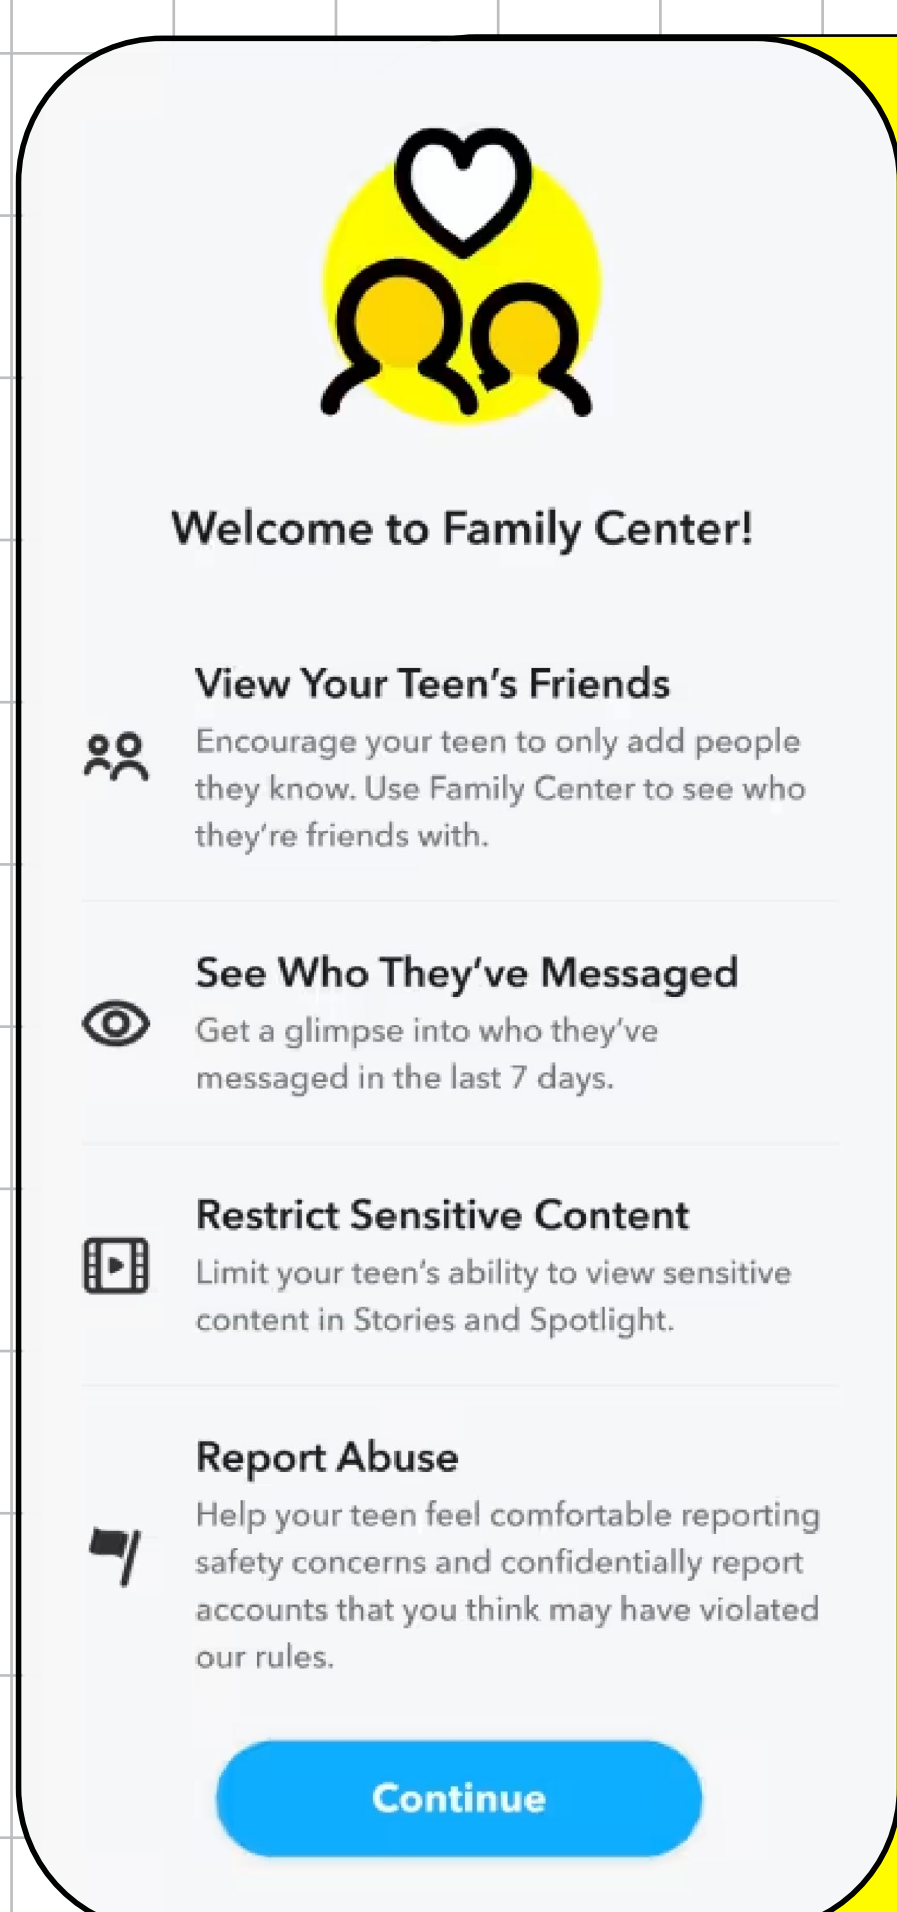 Welcome to Family Center!
View Your Teen's Friends
Encourage your teen to only add people
they know. Use Family Center to see who
they're friends with.
See Who They've Messaged
Get a glimpse into who they've
messaged in the last 7 days.
Restrict Sensitive Content
Limit your teen's ability to view sensitive
content in Stories and Spotlight.
Report Abuse
Help your teen feel comfortable reporting
safety concerns and confidentially report
accounts that you think may have violated
our rules.
Continue